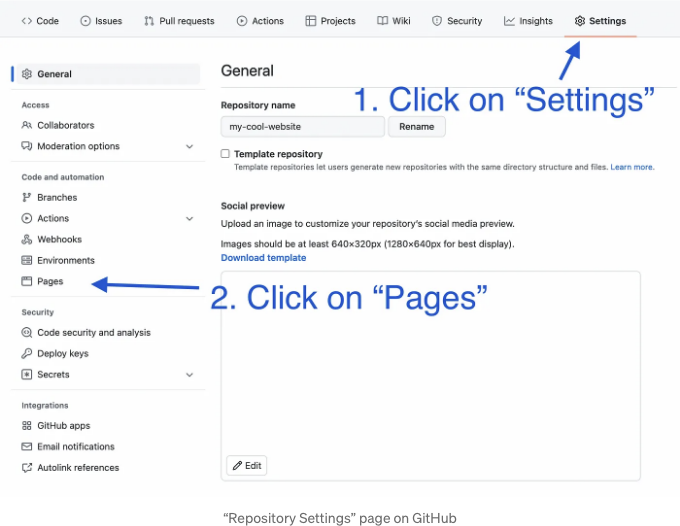 Code Issues Pull requests Actions Projects Wiki Security Insights Settings
General
Access
Collaborators
Moderation options
Code and automation
Branches
Actions
Webhooks
Environments
Pages
Security
Code security and analysis
Deploy keys
Secrets
Integrations
GitHub apps
Email notifications
Autolink references
General
1. Click on “Settings”
Repository name
my-cool-website Rename
Template repository
Template repositories let users generate new repositories with the same directory structure and files. Learn more.
Social preview
Upload an image to customize your repository's social media preview.
Images should be at least 640×320px (1280×640px for best display).
Download template
2. Click on “Pages”
Edit
“Repository Settings” page on GitHub